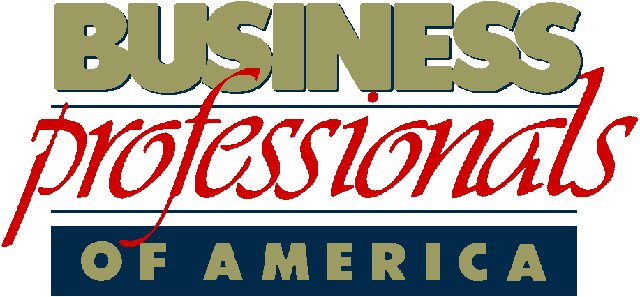 BUSINESS
professionals
OF AMERICA